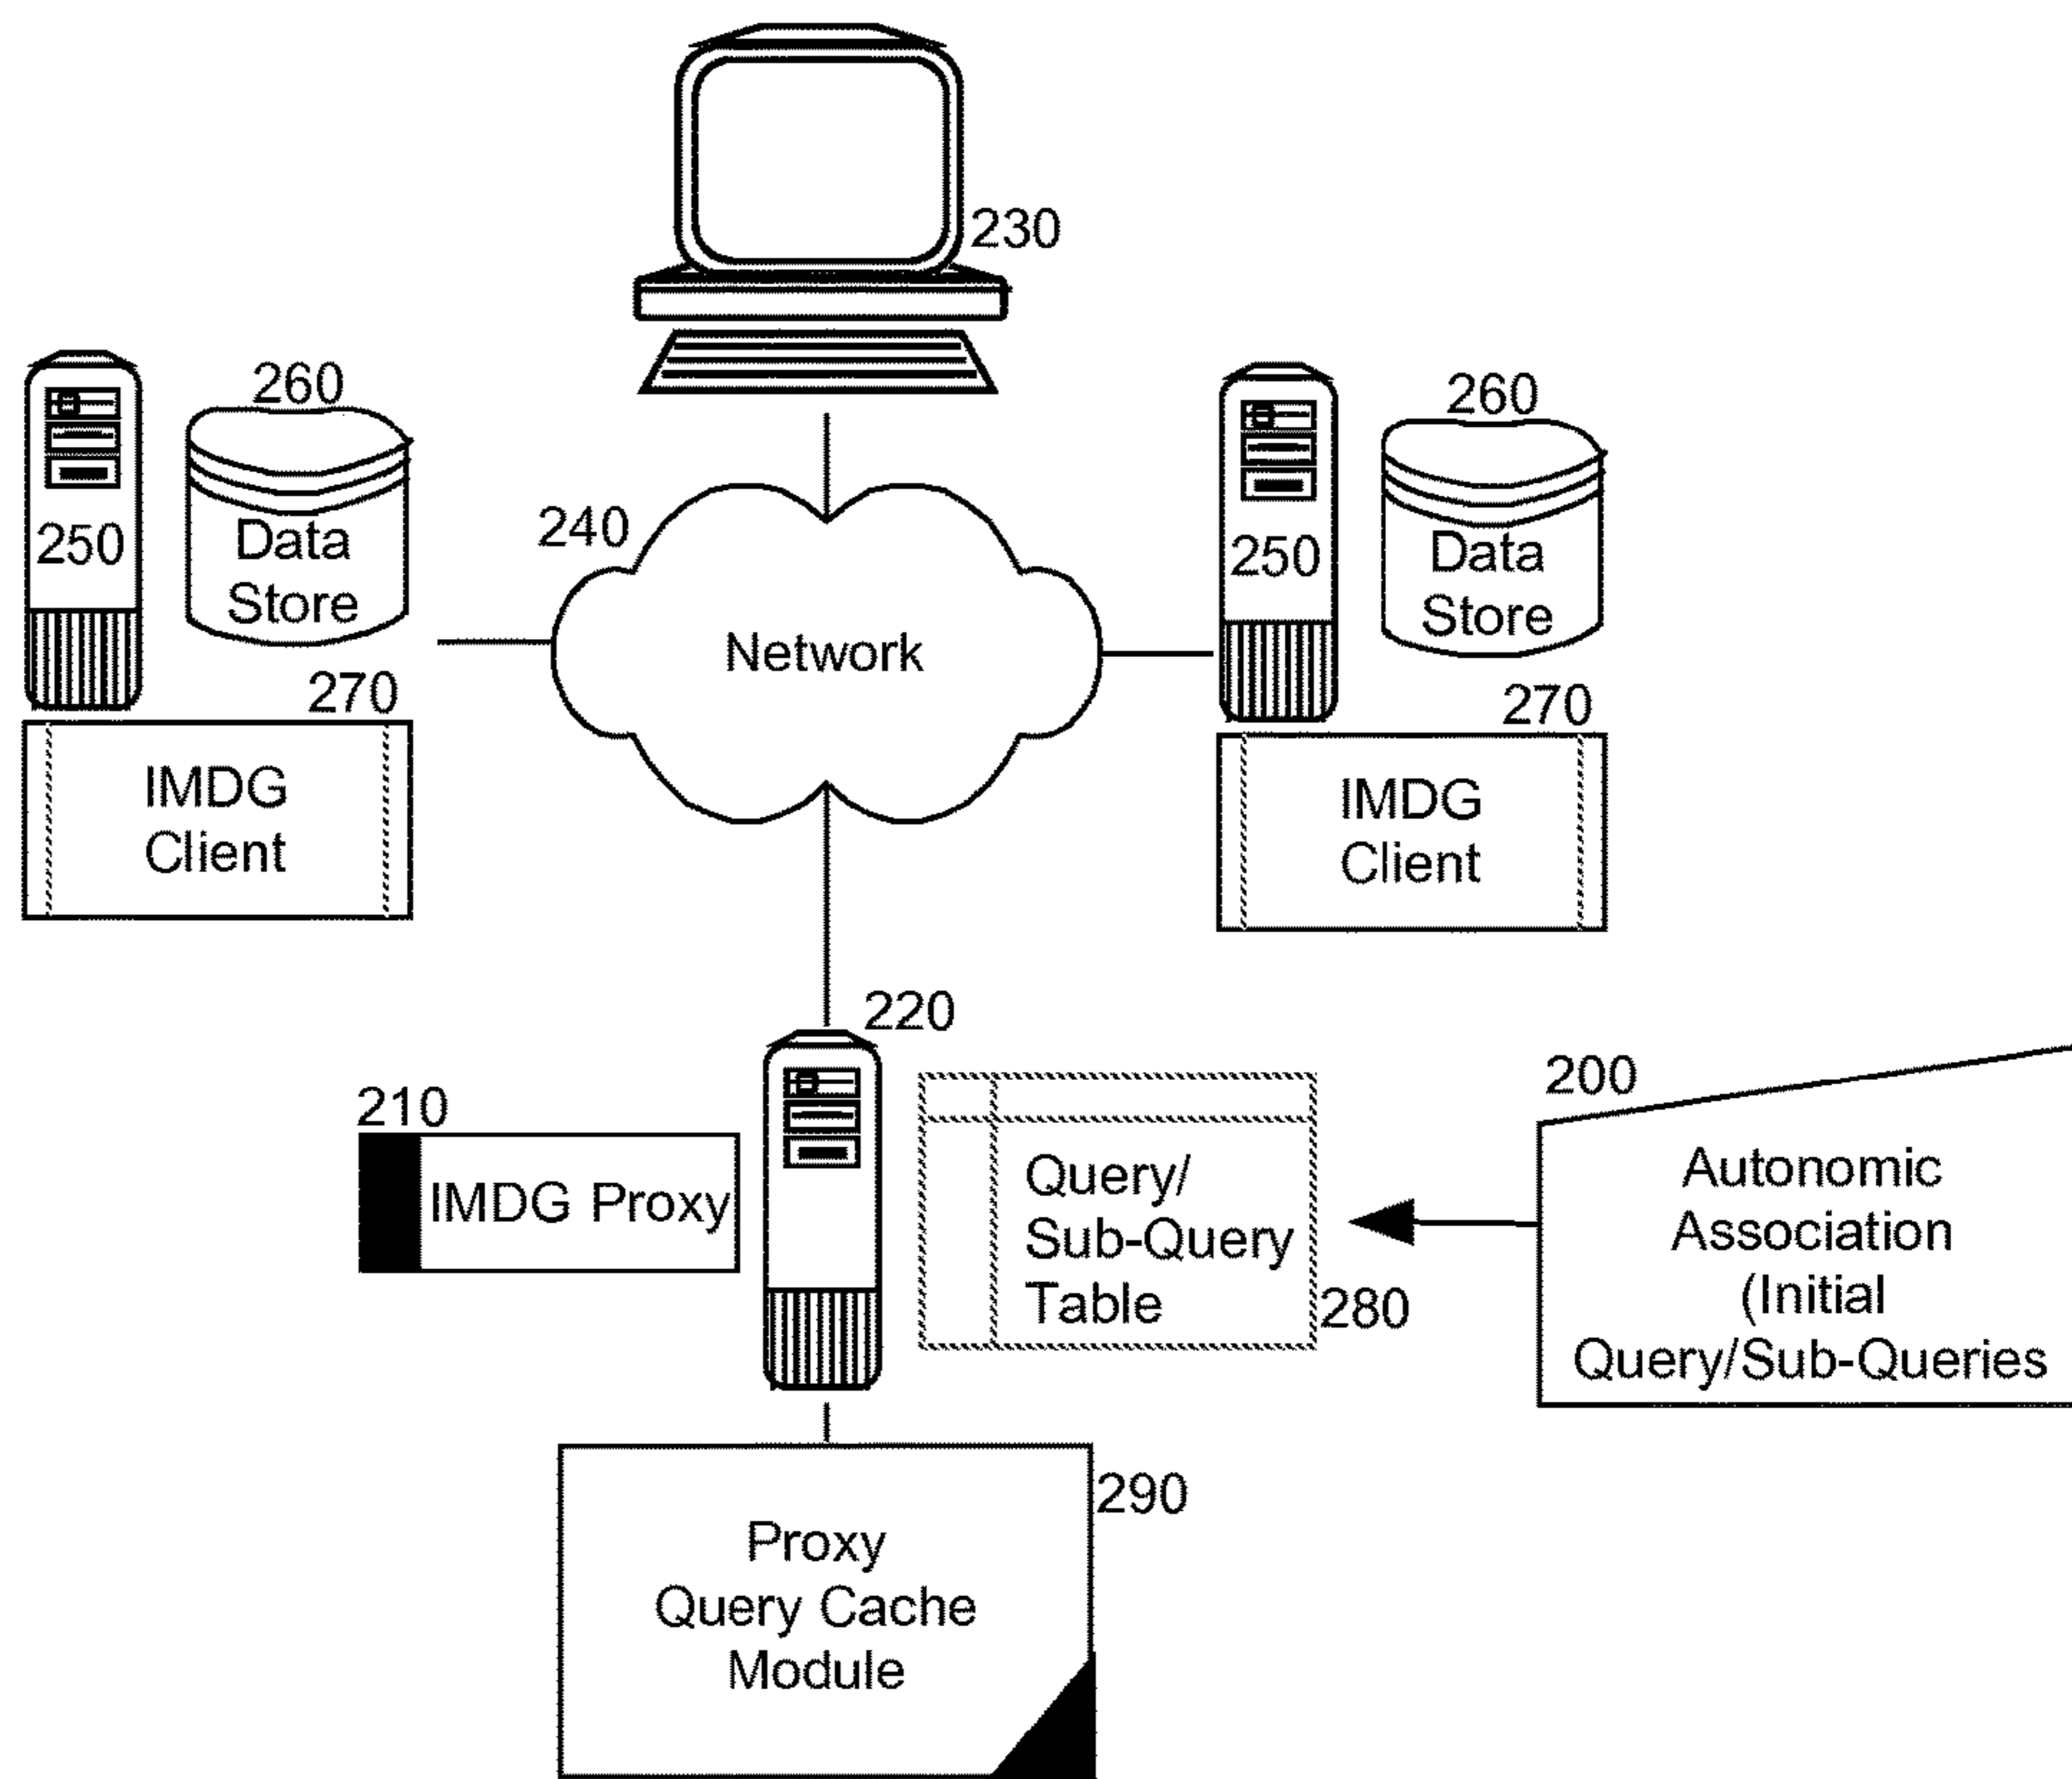 230
260
260
250
Data
Store
240
250
Data
Store
Network
270
270
IMDG
Client
IMDG
Client
220
210
IMDG Proxy
Query/
Sub-Query
Table
280
200
Autonomic
Association
(Initial
Query/Sub-Queries
290
Proxy
Query Cache
Module